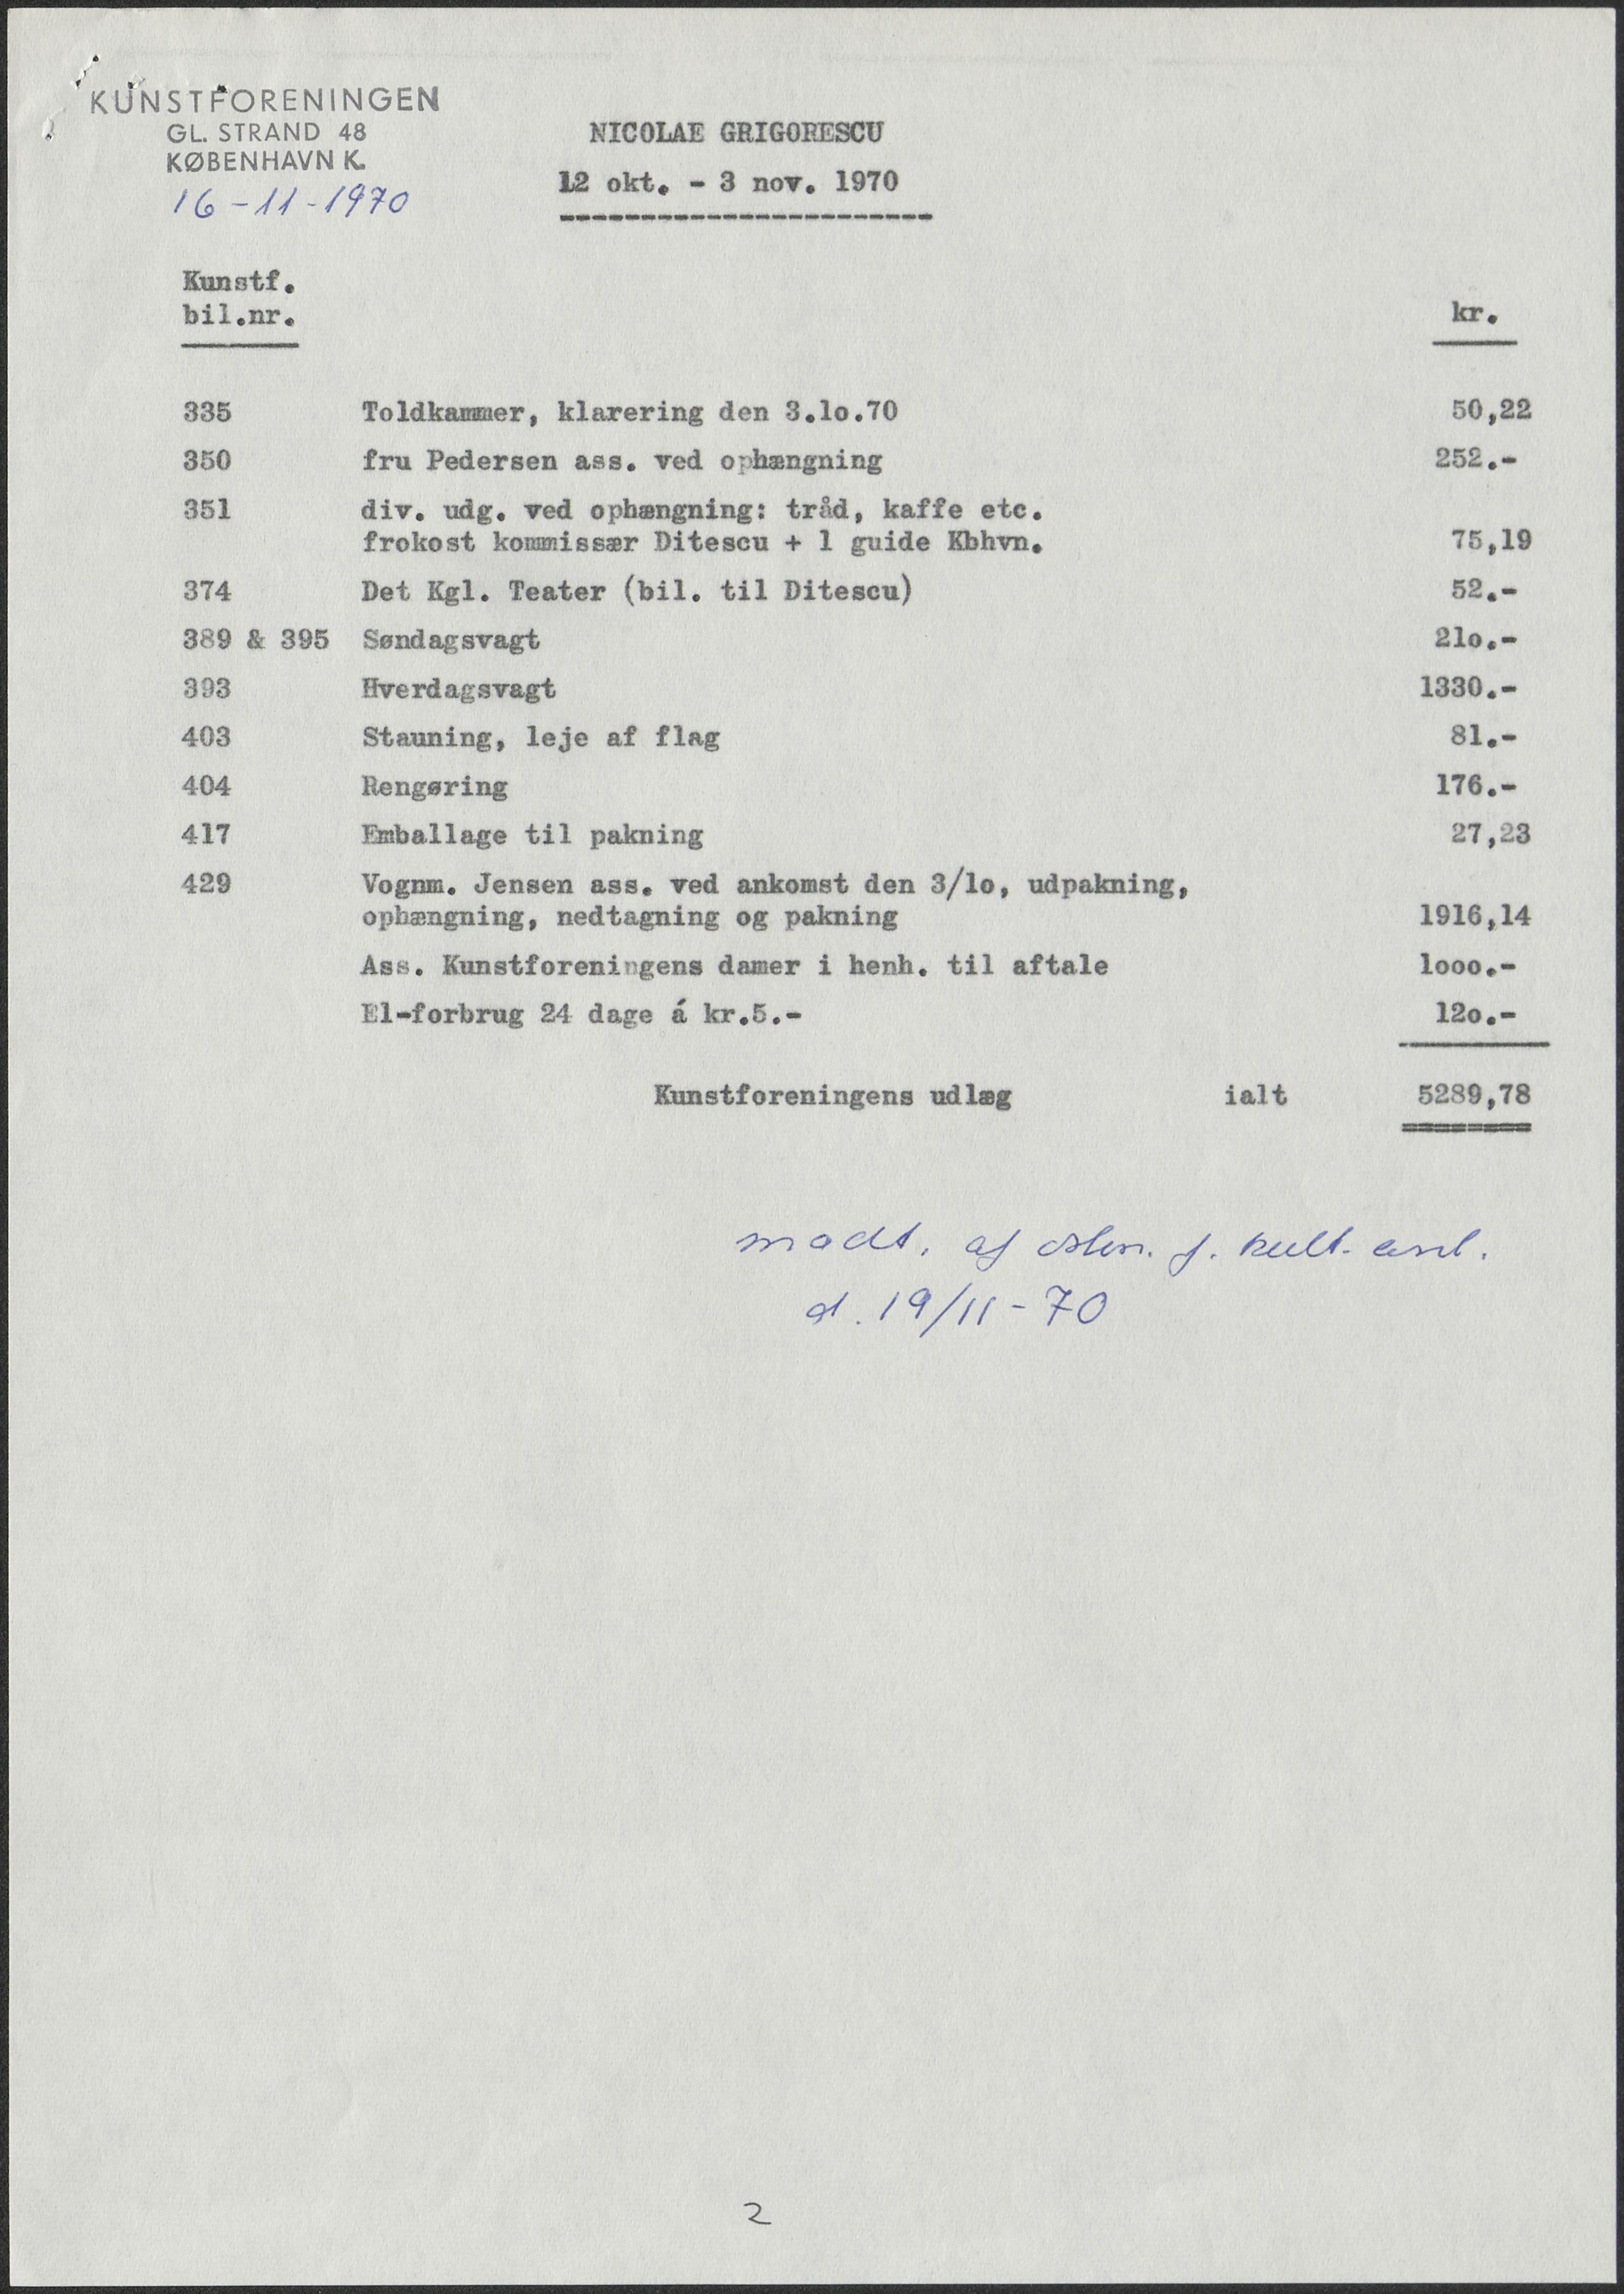 KUNSTFORENINGEN
GL. STRAND 48
KØBENHAVN K.
16-11-1970
NICOLAE GRIGORESCU
12 okt. - 3 nov. 1970
Kunstf.
bil.nr.
kr.
335 Toldkammer, klarering den 3.lo.70 50,22
350 fru Pedersen ass. ved ophængning 252.-
351 div. udg. ved ophængning: tråd, kaffe etc.
frokost kommissær Ditescu + 1 guide Kbhvn. 75,19
374 Det Kgl. Teater (bil. til Ditescu) 52.-
389 & 395 Søndagsvagt 2lo.-
393 Hverdagsvagt 1330.-
403 Stauning, leje af flag 81.-
404 Rengøring 176.-
417 Emballage til pakning 27,23
429 Vognm. Jensen ass. ved ankomst den 3/lo, udpakning,
ophængning, nedtagning og pakning 1916,14
Ass. Kunstforeningens damer i henh. til aftale looo.-
El-forbrug 24 dage á kr.5.- 12o.-
Kunstforeningens udlæg ialt 5289,78
af f. kult.
d. 19/11-70
2